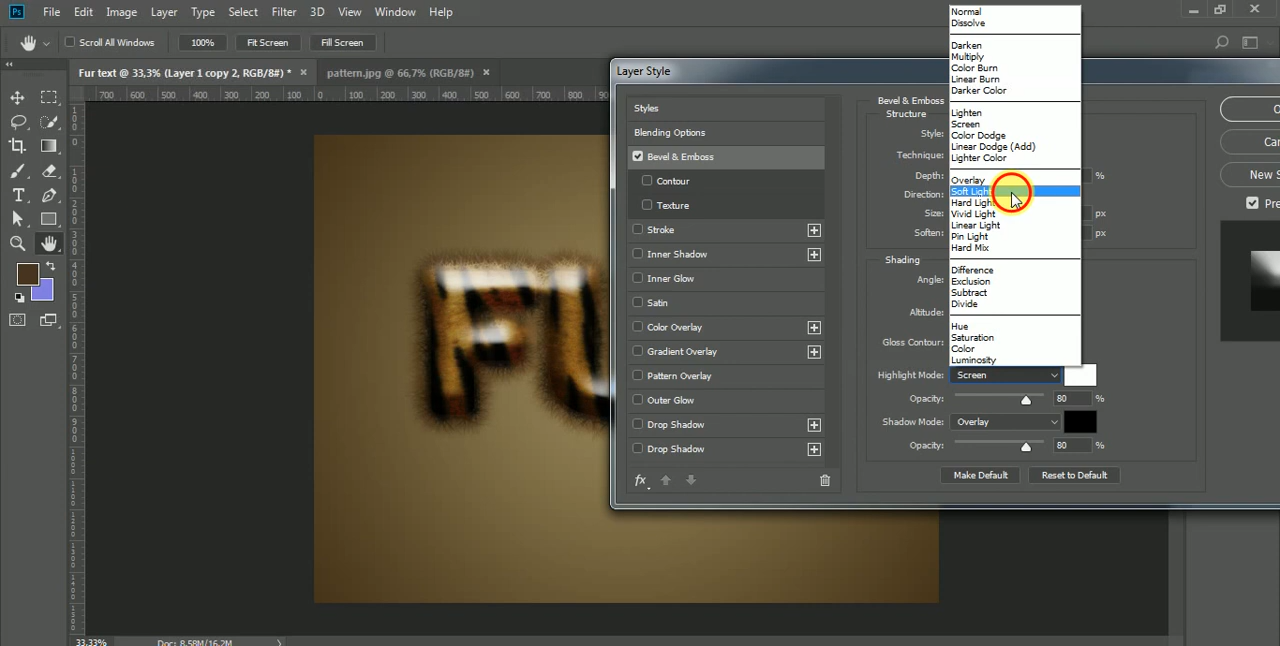 Ps File Edit Image Layer Type Select Filter 3D View Window Help
Scroll All Windows 100% Fit Screen Fill Screen
Fur text @ 33,3% (Layer 1 copy 2, RGB/8#) * × pattern.jpg @ 66,7% (RGB/8#) ×
700 600 500 400 300 200 100 0 100 200 300 400 500 600 700 800
FU
33.33% Doc: 8.58M/16.2M
Layer Style
Styles
Blending Options
Bevel & Emboss
Contour
Texture
Stroke
Inner Shadow
Inner Glow
Satin
Color Overlay
Gradient Overlay
Pattern Overlay
Outer Glow
Drop Shadow
Drop Shadow
fx
Bevel & Emboss
Structure
Style:
Technique:
Depth: %
Direction:
Size: px
Soften: px
Shading
Angle:
Altitude:
Gloss Contour:
Highlight Mode: Screen
Opacity: 80 %
Shadow Mode: Overlay
Opacity: 80 %
Make Default Reset to Default
Normal
Dissolve
Darken
Multiply
Color Burn
Linear Burn
Darker Color
Lighten
Screen
Color Dodge
Linear Dodge (Add)
Lighter Color
Overlay
Soft Light
Hard Light
Vivid Light
Linear Light
Pin Light
Hard Mix
Difference
Exclusion
Subtract
Divide
Hue
Saturation
Color
Luminosity
O
Can
New S
Pre